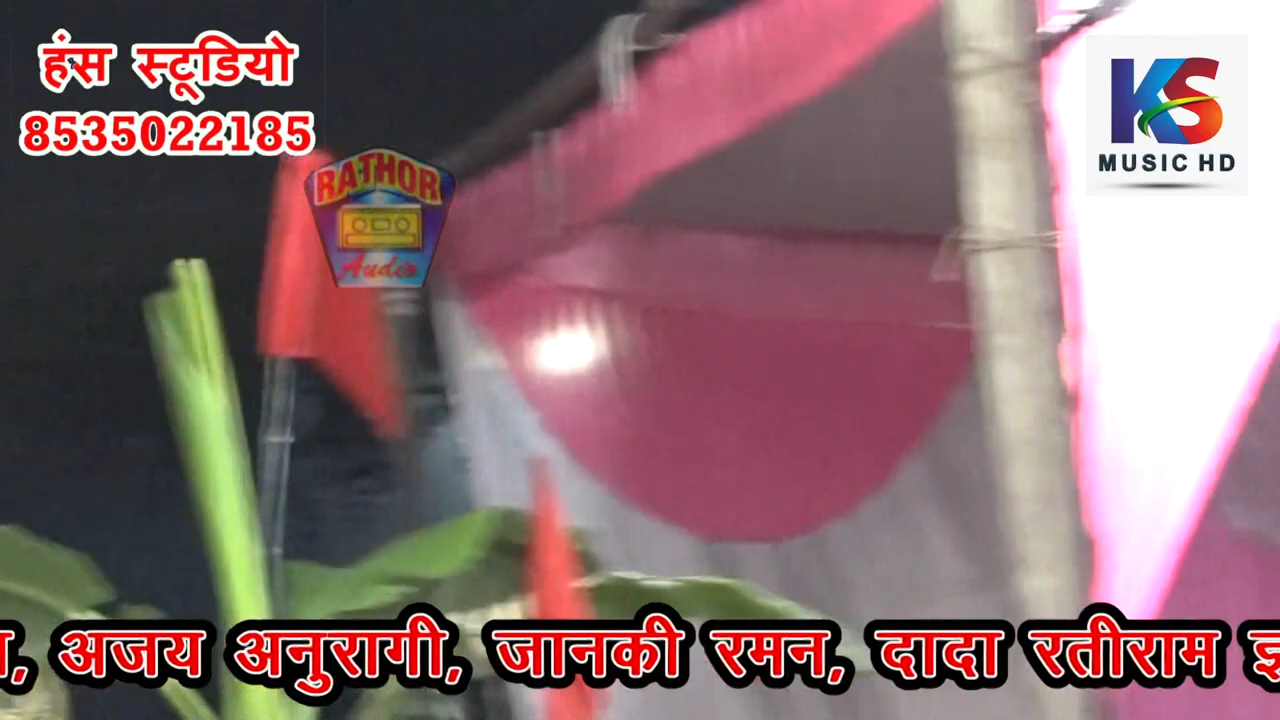 हंस स्टूडियो
8535022185
RATHOR
Audio
KS
MUSIC HD
अजय अनुरागी, जानकी रमन, दादा रतीराम